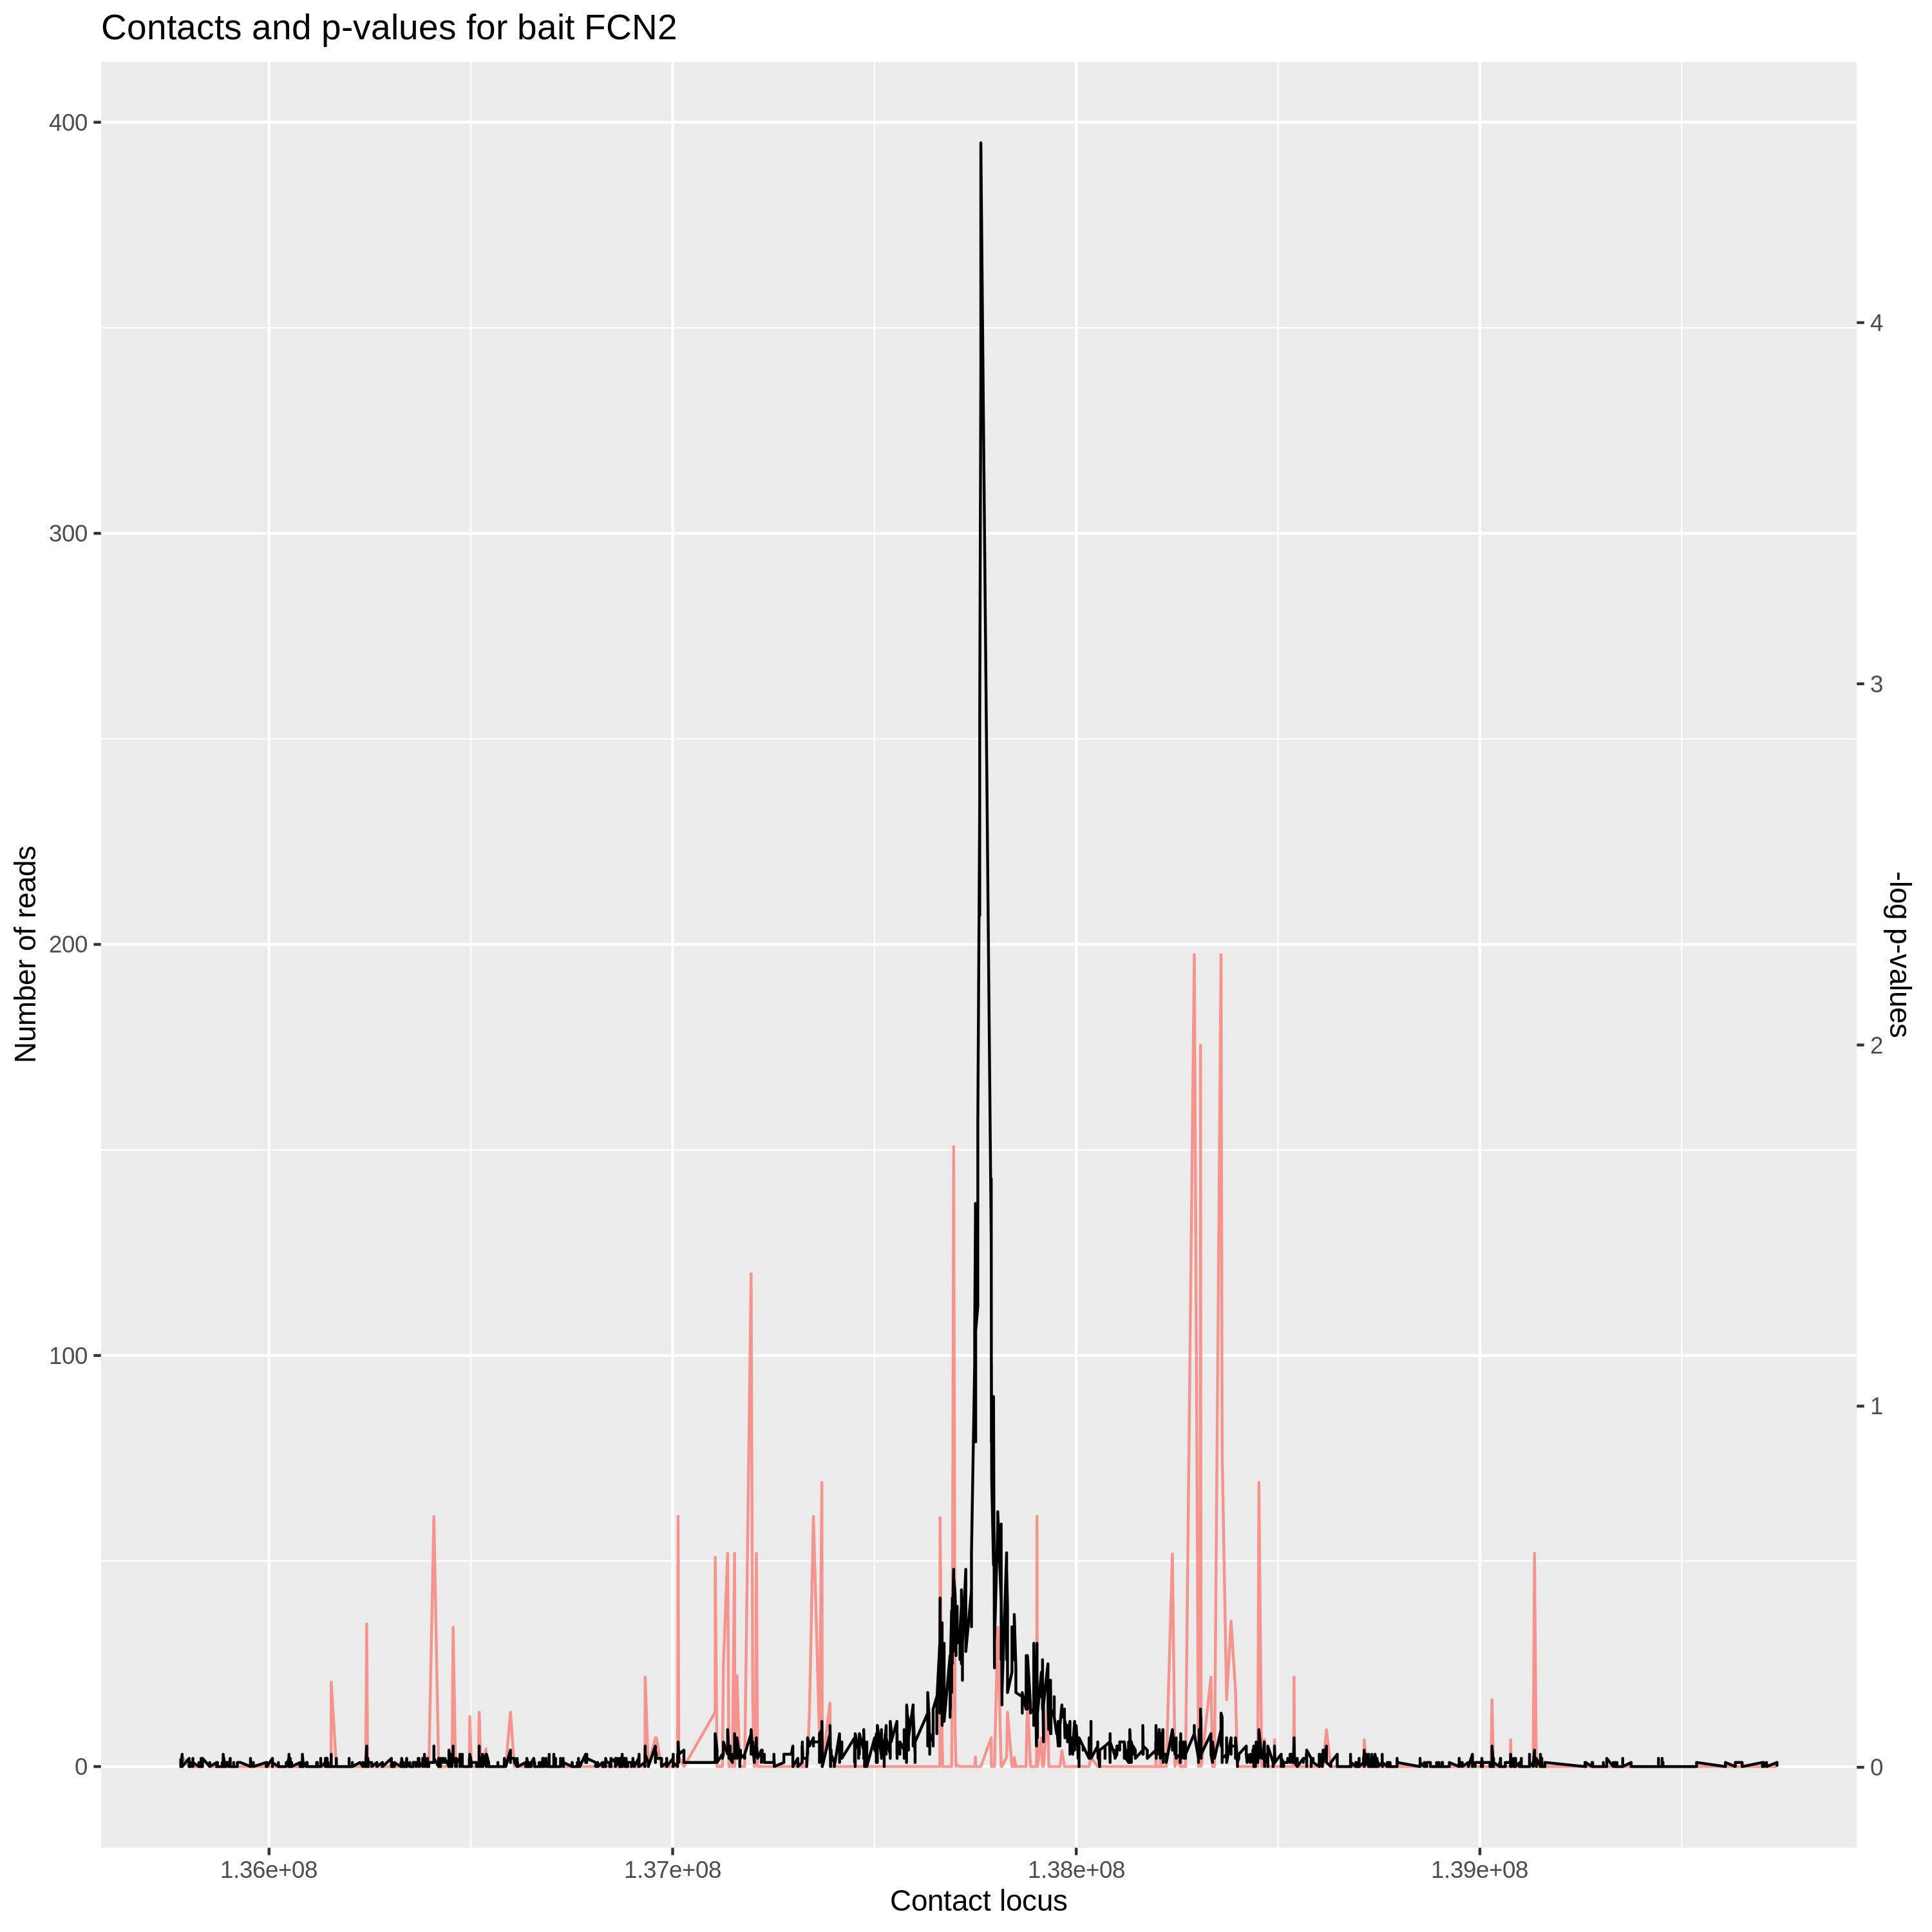 Contacts and p-values for bait FCN2
400
300
200
100
0
Number of reads
4
3
2
1
0
-log p-values
1.36e+08
1.37e+08
1.38e+08
1.39e+08
Contact locus